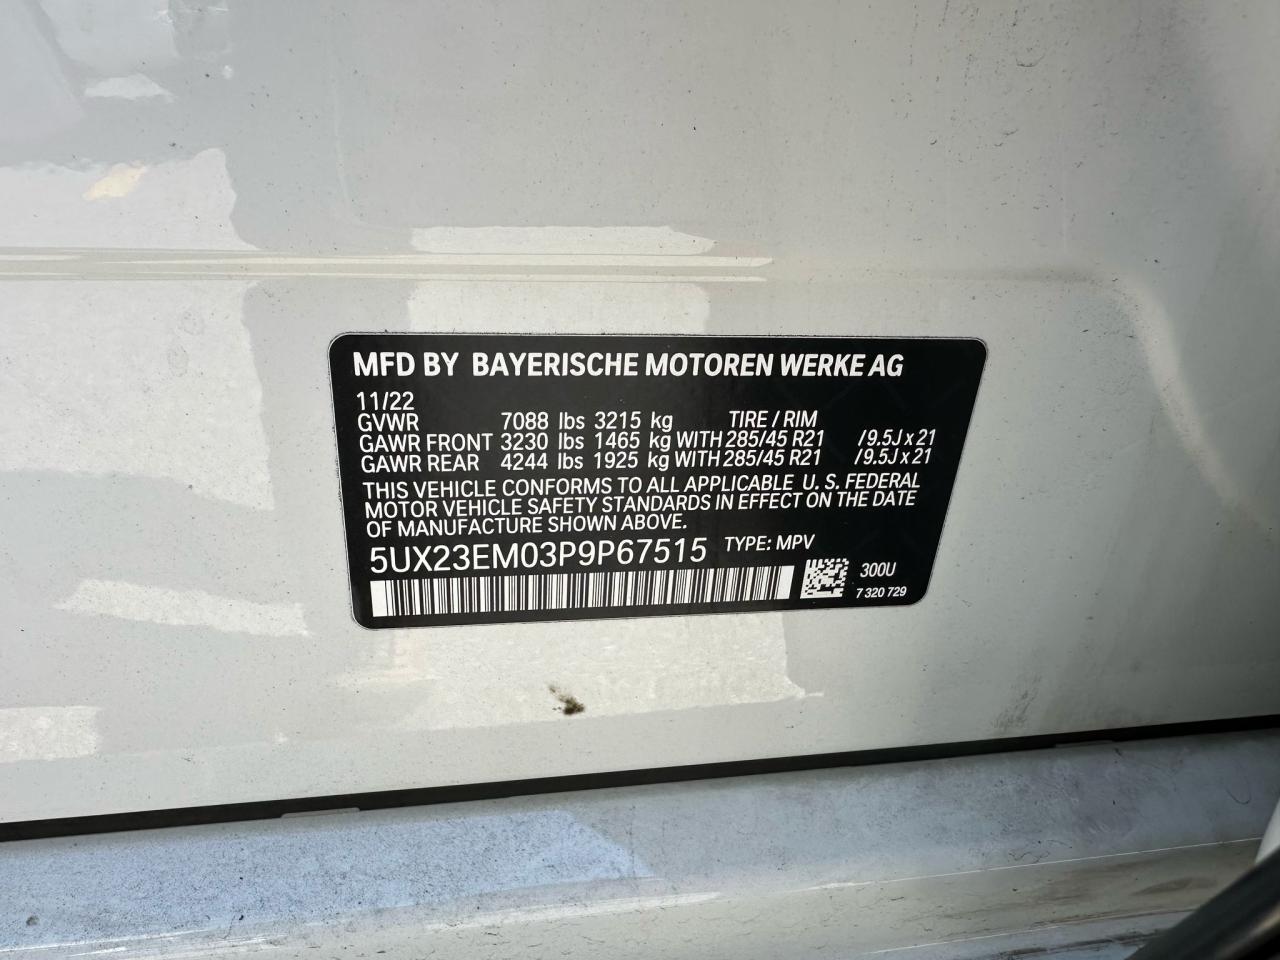 MFD BY BAYERISCHE MOTOREN WERKE AG
11/22
GVWR 7088 lbs 3215 kg TIRE / RIM
GAWR FRONT 3230 lbs 1465 kg WITH 285/45 R21 /9.5J x 21
GAWR REAR 4244 lbs 1925 kg WITH 285/45 R21 /9.5J x 21
THIS VEHICLE CONFORMS TO ALL APPLICABLE U. S. FEDERAL
MOTOR VEHICLE SAFETY STANDARDS IN EFFECT ON THE DATE
OF MANUFACTURE SHOWN ABOVE.
5UX23EM03P9P67515 TYPE: MPV
300U
7 320 729